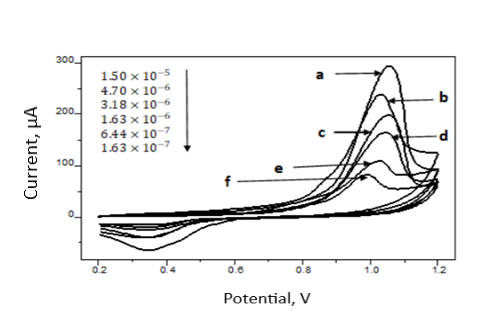 300
200
100
0
Current, µA
1.50 × 10⁻⁵
4.70 × 10⁻⁶
3.18 × 10⁻⁶
1.63 × 10⁻⁶
6.44 × 10⁻⁷
1.63 × 10⁻⁷
a
b
c
d
e
f
0.2 0.4 0.6 0.8 1.0 1.2
Potential, V